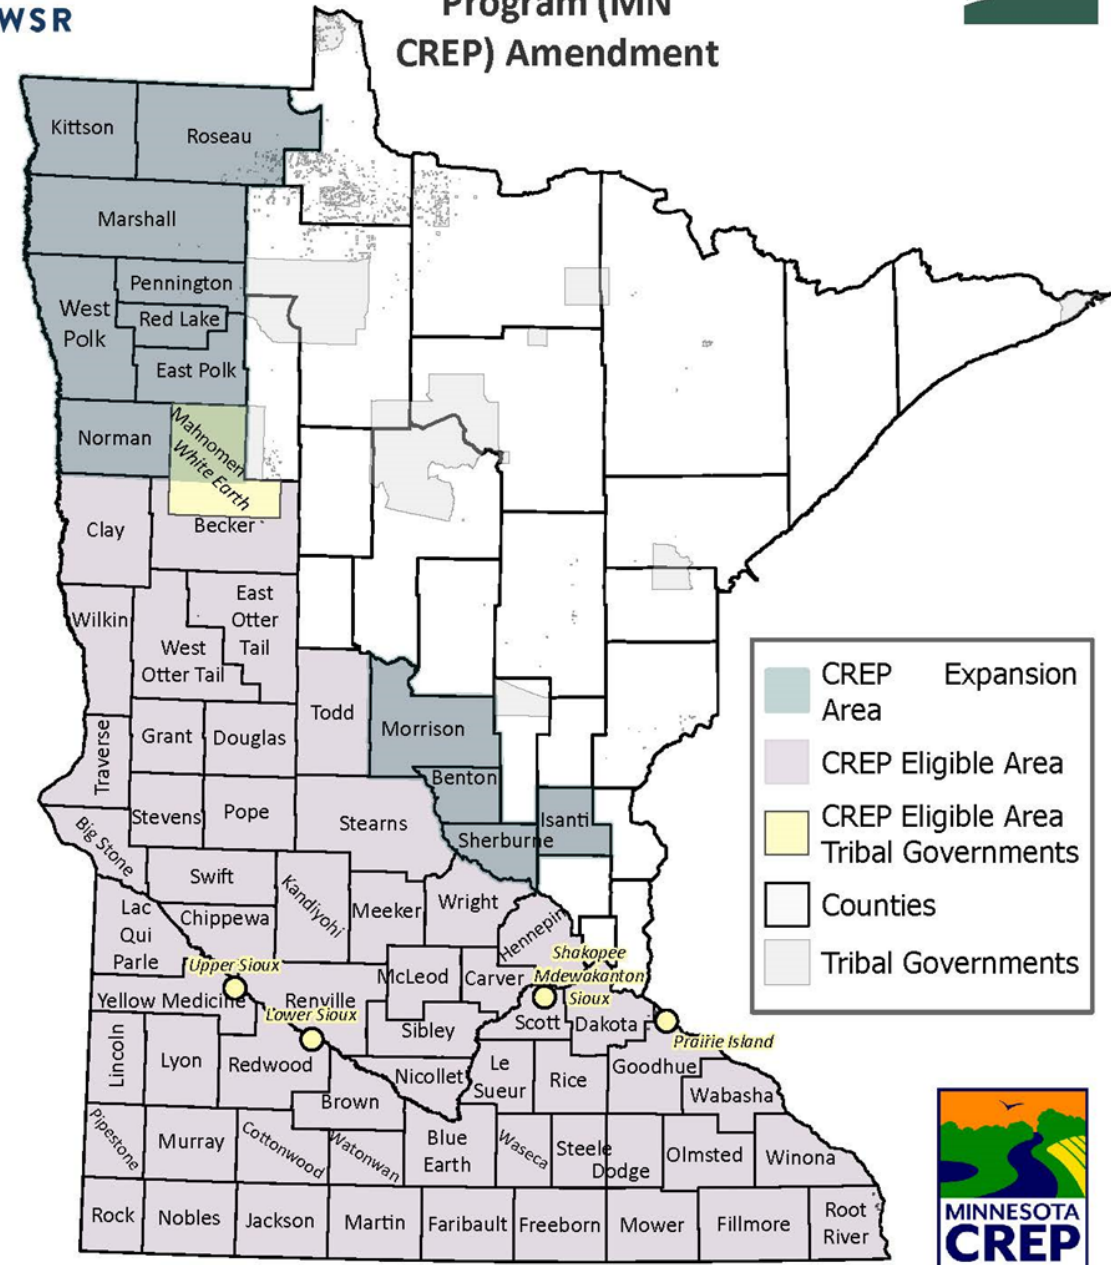 WSR
Program (MN
CREP) Amendment
Kittson
Roseau
Marshall
Pennington
West
Polk
Red Lake
East Polk
Norman
Mahnomen
White Earth
Clay
Becker
Wilkin
East
Otter
Tail
West
Otter Tail
Traverse
Grant
Douglas
Todd
Morrison
Benton
Stevens
Pope
Stearns
Isanti
Sherburne
Big Stone
Swift
Kandiyohi
Meeker
Wright
Hennepin
Lac
Qui
Parle
Chippewa
Upper Sioux
McLeod
Carver
Shakopee
Mdewakanton
Sioux
Yellow Medicine
Renville
Lower Sioux
Sibley
Scott
Dakota
Prairie Island
Lincoln
Lyon
Redwood
Nicollet
Le
Sueur
Rice
Goodhue
Wabasha
Brown
Pipestone
Murray
Cottonwood
Watonwan
Blue
Earth
Waseca
Steele
Dodge
Olmsted
Winona
Rock
Nobles
Jackson
Martin
Faribault
Freeborn
Mower
Fillmore
Root
River
CREP Expansion
Area
CREP Eligible Area
CREP Eligible Area
Tribal Governments
Counties
Tribal Governments
MINNESOTA
CREP